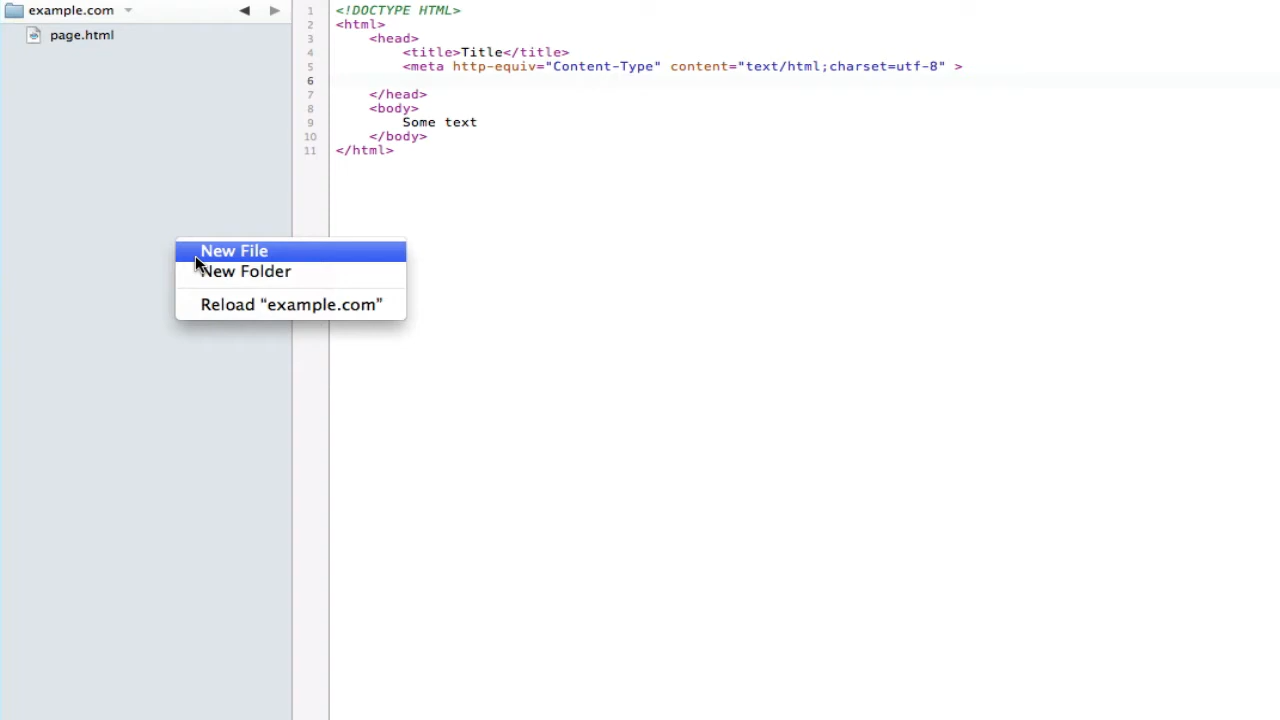 example.com
page.html
1 <!DOCTYPE HTML>
2 <html>
3 <head>
4 <title>Title</title>
5 <meta http-equiv="Content-Type" content="text/html;charset=utf-8" >
6
7 </head>
8 <body>
9 Some text
10 </body>
11 </html>
New File
New Folder
Reload “example.com”